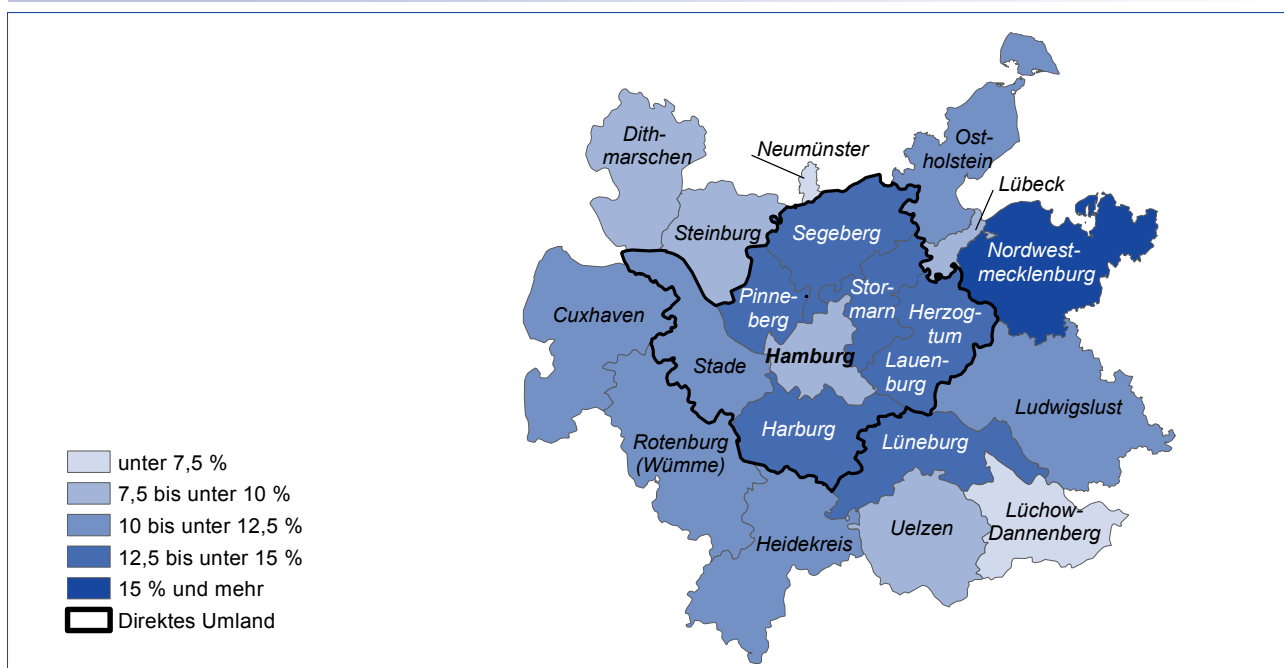 Dith-
marschen
Neumünster
Ost-
holstein
Lübeck
Steinburg
Segeberg
Nordwest-
mecklenburg
Cuxhaven
Pinne-
berg
Stor-
marn
Herzog-
tum
Lauen-
burg
Hamburg
Stade
Ludwigslust
Harburg
Lüneburg
Rotenburg
(Wümme)
Lüchow-
Dannenberg
Uelzen
Heidekreis
unter 7,5 %
7,5 bis unter 10 %
10 bis unter 12,5 %
12,5 bis unter 15 %
15 % und mehr
Direktes Umland